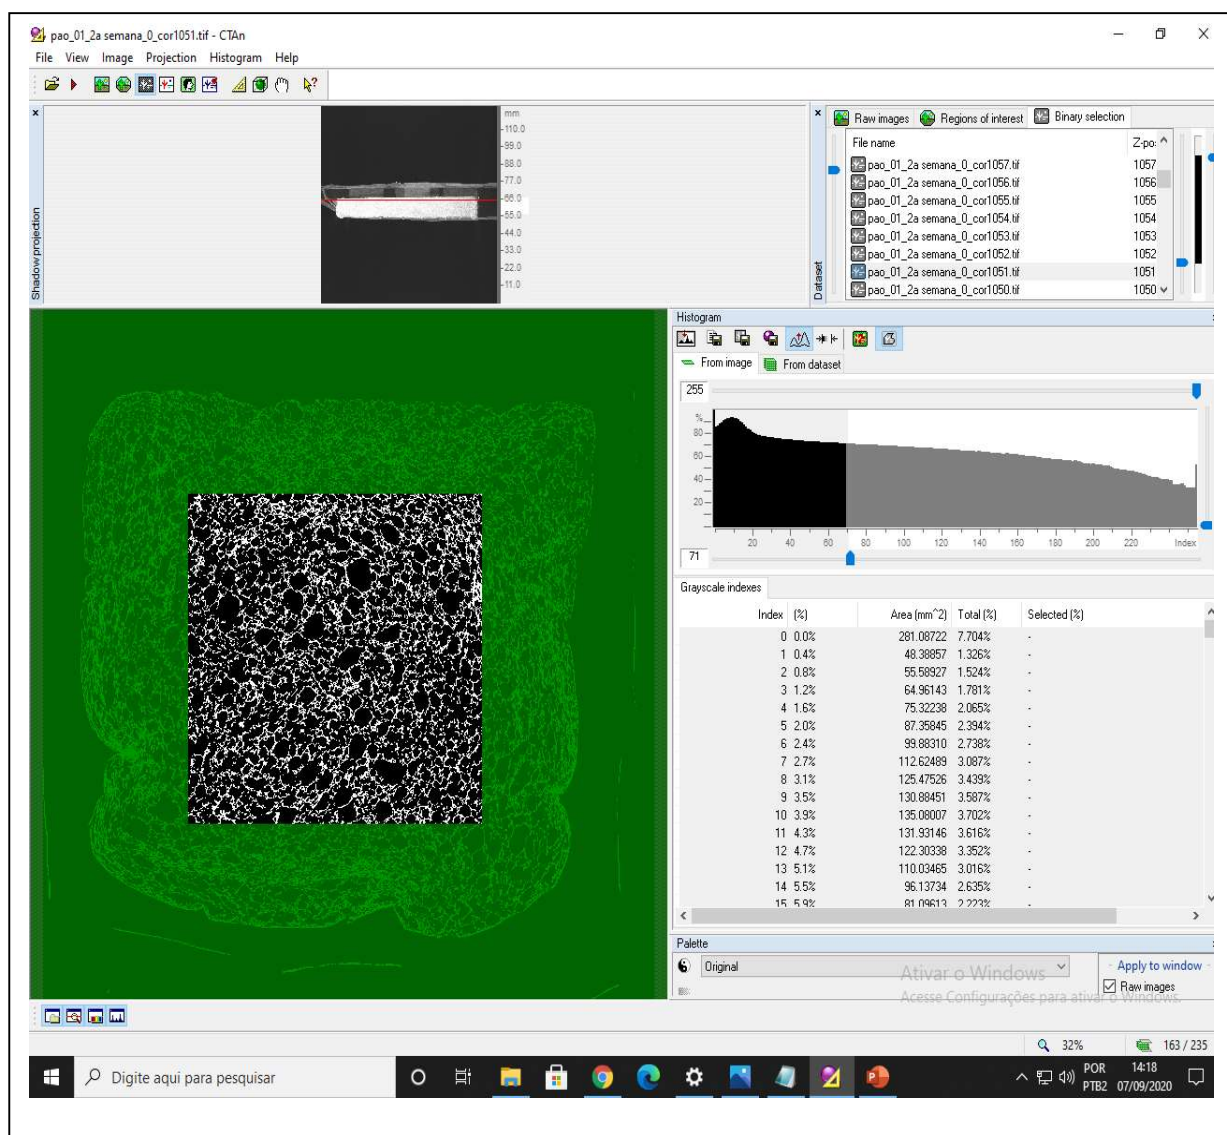 pao_01_2a semana_0_cor1051.tif - CTAn
File View Image Projection Histogram Help
Shadow projection
mm
110.0
99.0
88.0
77.0
66.0
55.0
44.0
33.0
22.0
11.0
Dataset
Raw images Regions of interest Binary selection
File name Z-po:
pao_01_2a semana_0_cor1057.tif 1057
pao_01_2a semana_0_cor1056.tif 1056
pao_01_2a semana_0_cor1055.tif 1055
pao_01_2a semana_0_cor1054.tif 1054
pao_01_2a semana_0_cor1053.tif 1053
pao_01_2a semana_0_cor1052.tif 1052
pao_01_2a semana_0_cor1051.tif 1051
pao_01_2a semana_0_cor1050.tif 1050
Histogram
From image From dataset
255
%
80
60
40
20
20 40 60 80 100 120 140 160 180 200 220 Index
71
Grayscale indexes
Index (%) Area (mm^2) Total (%) Selected (%)
0 0.0% 281.08722 7.704% -
1 0.4% 48.38857 1.326% -
2 0.8% 55.58927 1.524% -
3 1.2% 64.96143 1.781% -
4 1.6% 75.32238 2.065% -
5 2.0% 87.35845 2.394% -
6 2.4% 99.88310 2.738% -
7 2.7% 112.62489 3.087% -
8 3.1% 125.47526 3.439% -
9 3.5% 130.88451 3.587% -
10 3.9% 135.08007 3.702% -
11 4.3% 131.93146 3.616% -
12 4.7% 122.30338 3.352% -
13 5.1% 110.03465 3.016% -
14 5.5% 96.13734 2.635% -
15 5.9% 81.09613 2.223% -
Palette
Original
Apply to window
Raw images
Ativar o Windows
Acesse Configurações para ativar o Windows.
32% 163 / 235
Digite aqui para pesquisar
POR
PTB2
14:18
07/09/2020